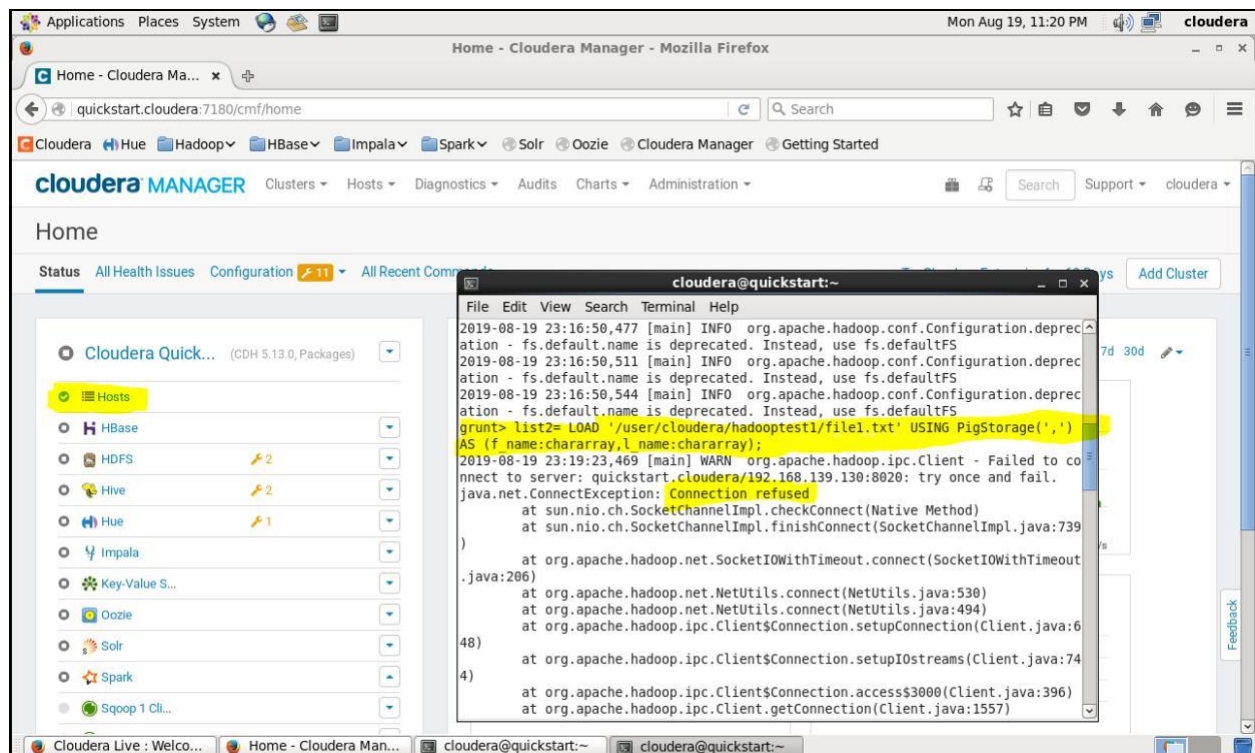 Applications Places System Mon Aug 19, 11:20 PM cloudera
Home - Cloudera Manager - Mozilla Firefox
Home - Cloudera Ma... x
quickstart.cloudera:7180/cmf/home Search
Cloudera Hue Hadoop HBase Impala Spark Solr Oozie Cloudera Manager Getting Started
cloudera MANAGER Clusters Hosts Diagnostics Audits Charts Administration Search Support cloudera
Home
Status All Health Issues Configuration 11 All Recent ys Add Cluster
Cloudera Quick... (CDH 5.13.0, Packages)
Hosts
HBase
HDFS 2
Hive 2
Hue 1
Impala
Key-Value S...
Oozie
Solr
Spark
Sqoop 1 Cli...
7d 30d
/s
Feedback
cloudera@quickstart:~
File Edit View Search Terminal Help
2019-08-19 23:16:50,477 [main] INFO org.apache.hadoop.conf.Configuration.deprec
ation - fs.default.name is deprecated. Instead, use fs.defaultFS
2019-08-19 23:16:50,511 [main] INFO org.apache.hadoop.conf.Configuration.deprec
ation - fs.default.name is deprecated. Instead, use fs.defaultFS
2019-08-19 23:16:50,544 [main] INFO org.apache.hadoop.conf.Configuration.deprec
ation - fs.default.name is deprecated. Instead, use fs.defaultFS
grunt> list2= LOAD '/user/cloudera/hadooptest1/file1.txt' USING PigStorage(',')
AS (f_name:chararray,l_name:chararray);
2019-08-19 23:19:23,469 [main] WARN org.apache.hadoop.ipc.Client - Failed to co
nnect to server: quickstart.cloudera/192.168.139.130:8020: try once and fail.
java.net.ConnectException: Connection refused
at sun.nio.ch.SocketChannelImpl.checkConnect(Native Method)
at sun.nio.ch.SocketChannelImpl.finishConnect(SocketChannelImpl.java:739
)
at org.apache.hadoop.net.SocketIOWithTimeout.connect(SocketIOWithTimeout
.java:206)
at org.apache.hadoop.net.NetUtils.connect(NetUtils.java:530)
at org.apache.hadoop.net.NetUtils.connect(NetUtils.java:494)
at org.apache.hadoop.ipc.Client$Connection.setupConnection(Client.java:6
48)
at org.apache.hadoop.ipc.Client$Connection.setupIOstreams(Client.java:74
4)
at org.apache.hadoop.ipc.Client$Connection.access$3000(Client.java:396)
at org.apache.hadoop.ipc.Client.getConnection(Client.java:1557)
Cloudera Live : Welco... Home - Cloudera Man... cloudera@quickstart:~ cloudera@quickstart:~